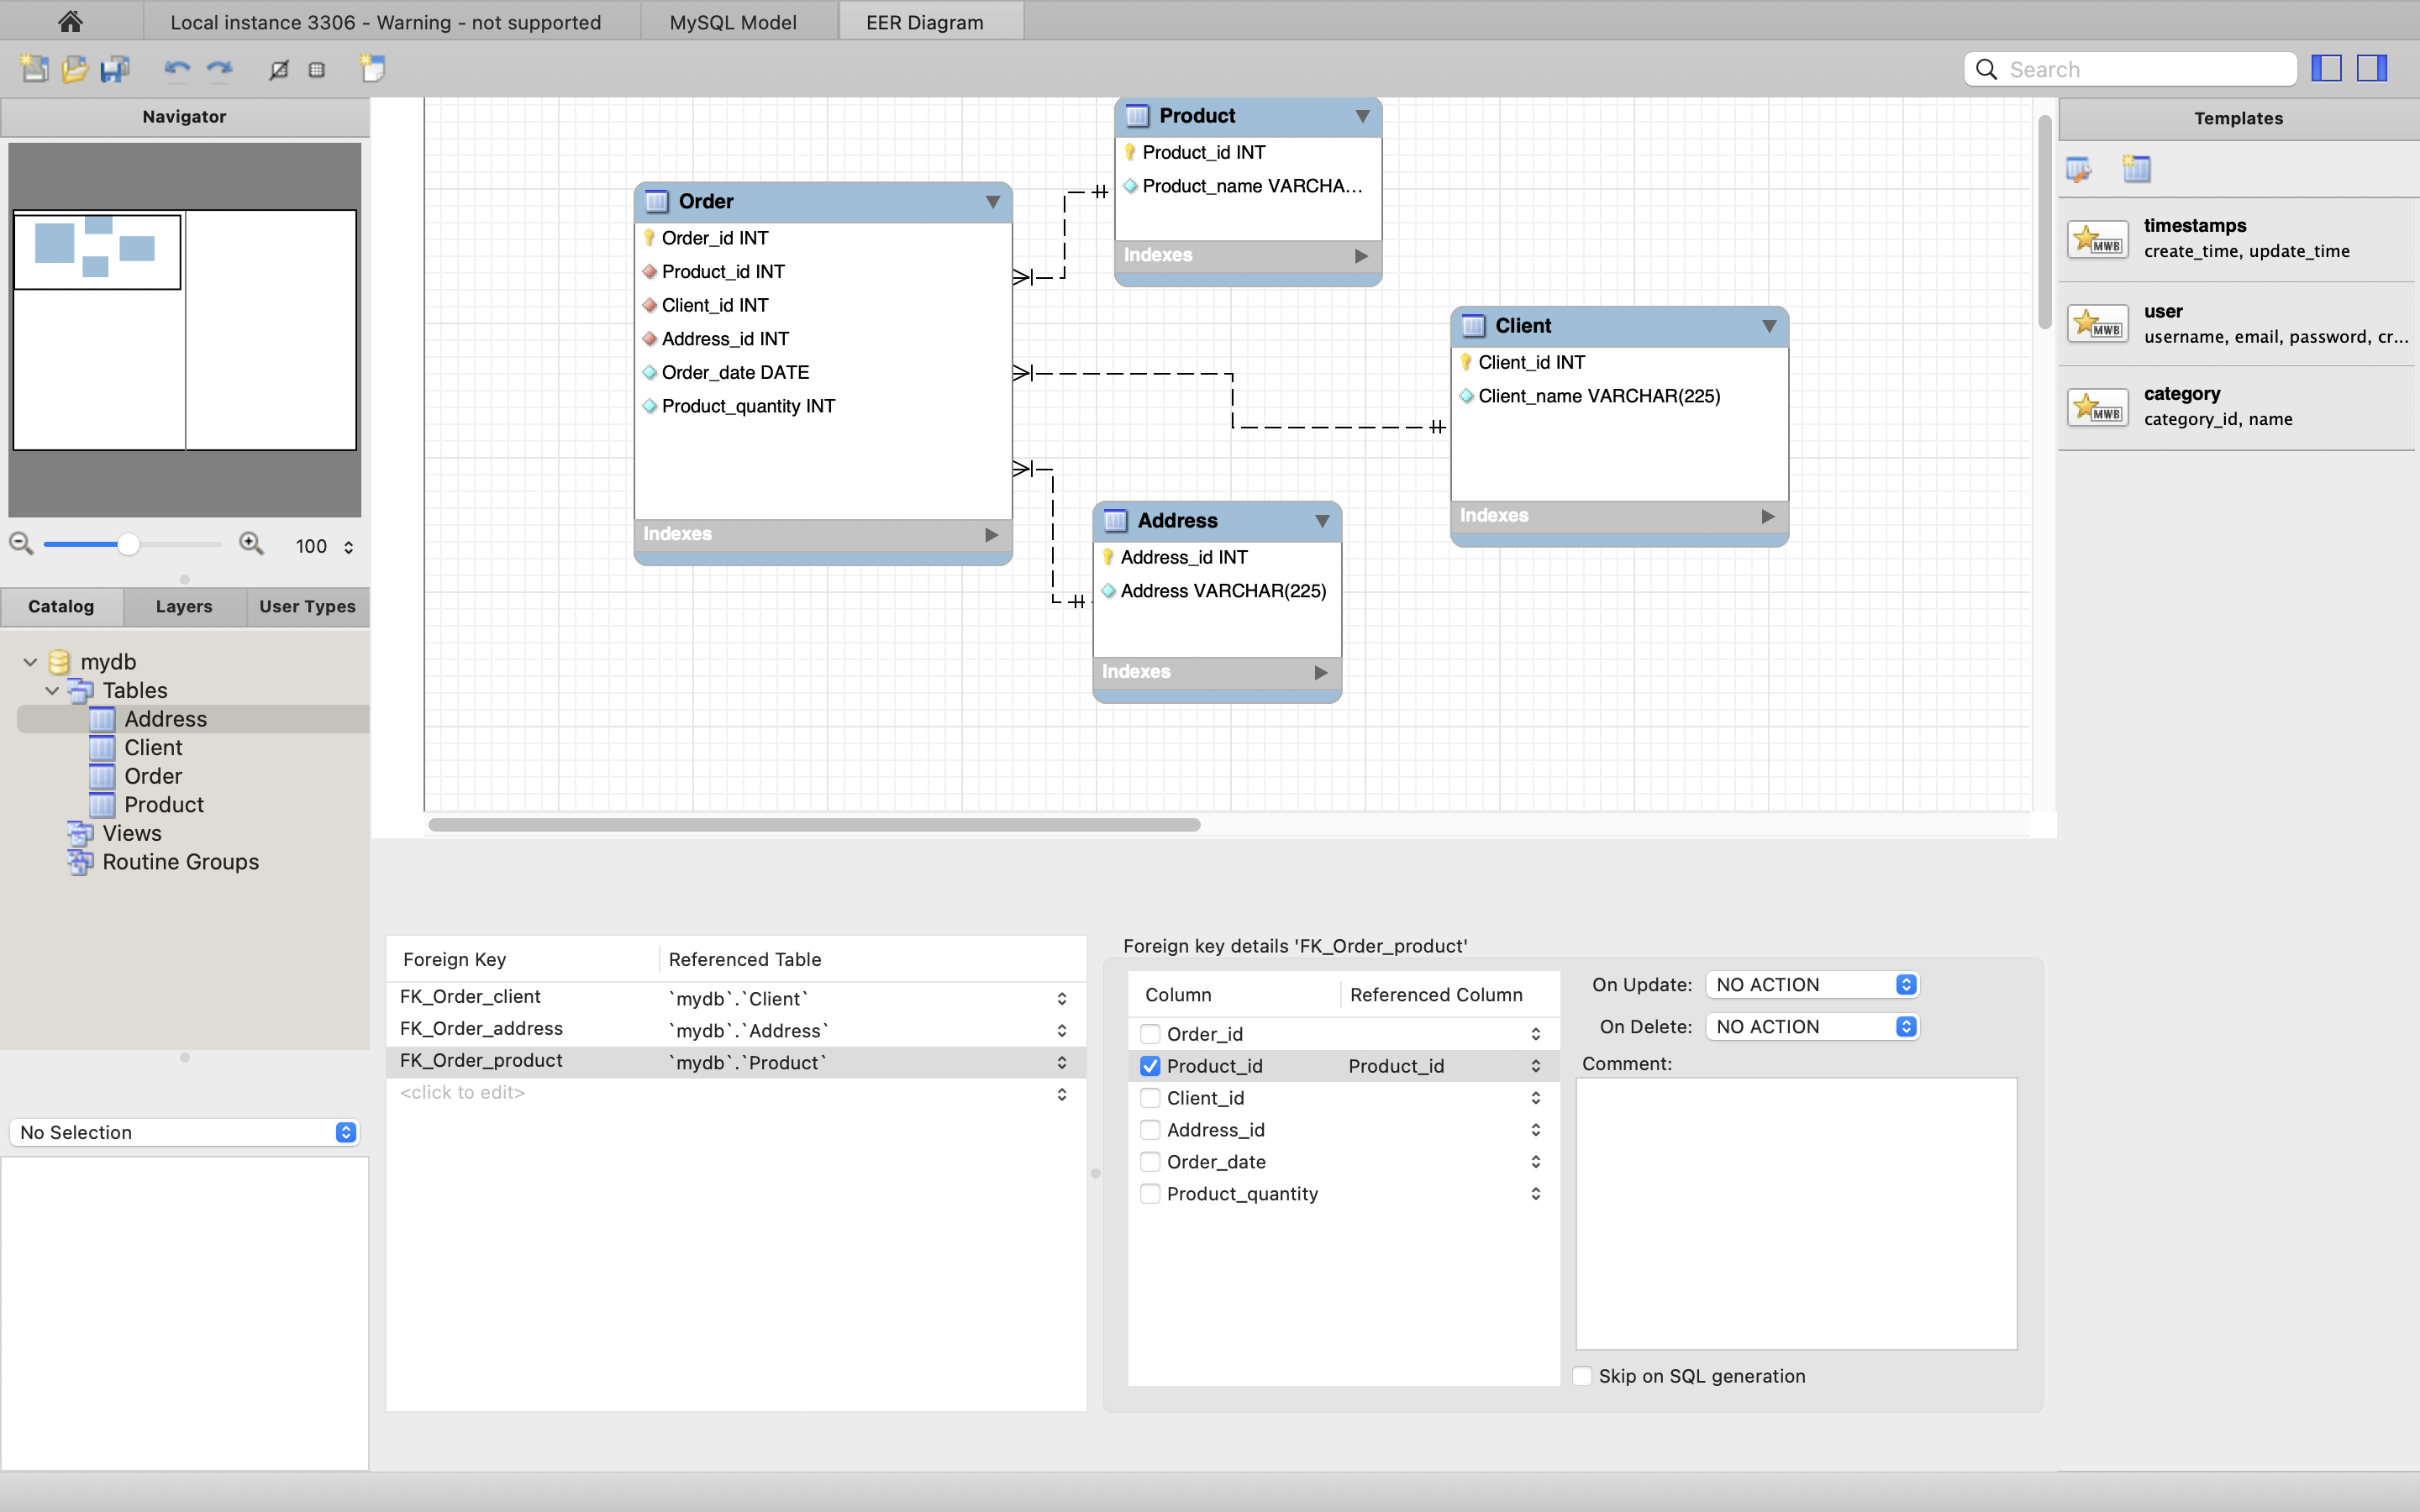 Local instance 3306 - Warning - not supported
MySQL Model
EER Diagram
Search
Navigator
100
Catalog
Layers
User Types
mydb
Tables
Address
Client
Order
Product
Views
Routine Groups
No Selection
Order
Order_id INT
Product_id INT
Client_id INT
Address_id INT
Order_date DATE
Product_quantity INT
Indexes
Product
Product_id INT
Product_name VARCHA...
Indexes
Client
Client_id INT
Client_name VARCHAR(225)
Indexes
Address
Address_id INT
Address VARCHAR(225)
Indexes
Templates
MWB
timestamps
create_time, update_time
MWB
user
username, email, password, cr...
MWB
category
category_id, name
Foreign Key
Referenced Table
FK_Order_client
`mydb`.`Client`
FK_Order_address
`mydb`.`Address`
FK_Order_product
`mydb`.`Product`
<click to edit>
Foreign key details 'FK_Order_product'
Column
Referenced Column
Order_id
Product_id
Product_id
Client_id
Address_id
Order_date
Product_quantity
On Update:
NO ACTION
On Delete:
NO ACTION
Comment:
Skip on SQL generation